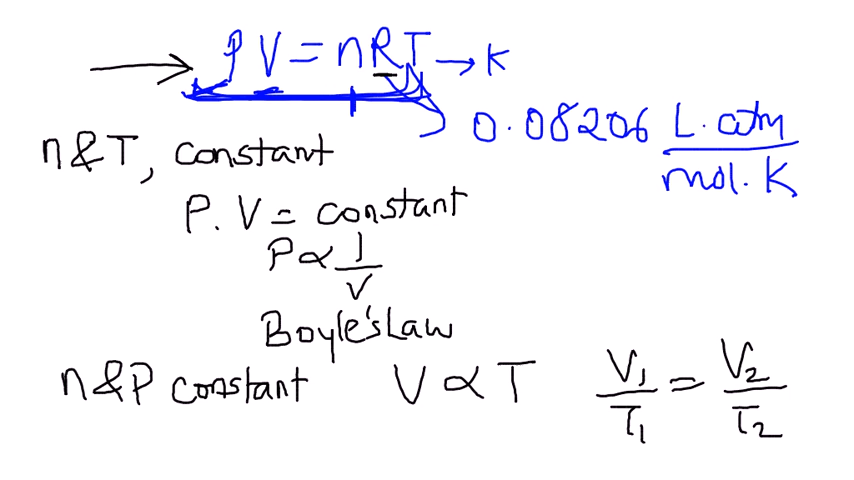 PV = nRT → K
0.08206 L.atm/mol.K
n&T, constant
P.V = constant
P ∝ 1/V
Boyle's Law
n&P constant V ∝ T V₁/T₁ = V₂/T₂